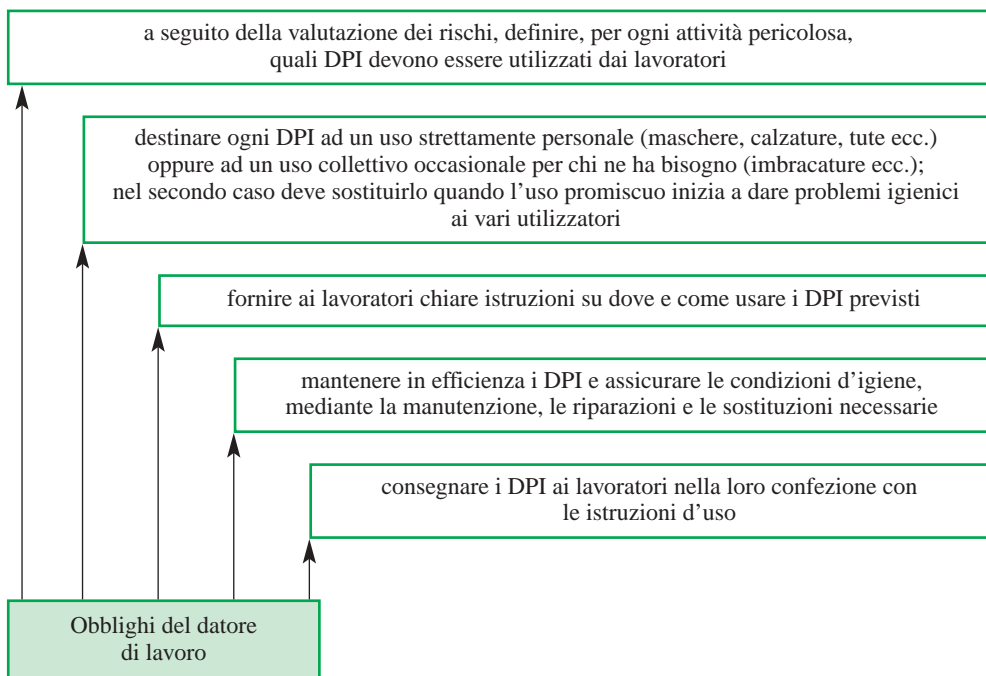 a seguito della valutazione dei rischi, definire, per ogni attività pericolosa,
quali DPI devono essere utilizzati dai lavoratori
destinare ogni DPI ad un uso strettamente personale (maschere, calzature, tute ecc.)
oppure ad un uso collettivo occasionale per chi ne ha bisogno (imbracature ecc.);
nel secondo caso deve sostituirlo quando l’uso promiscuo inizia a dare problemi igienici
ai vari utilizzatori
fornire ai lavoratori chiare istruzioni su dove e come usare i DPI previsti
mantenere in efficienza i DPI e assicurare le condizioni d’igiene,
mediante la manutenzione, le riparazioni e le sostituzioni necessarie
consegnare i DPI ai lavoratori nella loro confezione con
le istruzioni d’uso
Obblighi del datore
di lavoro